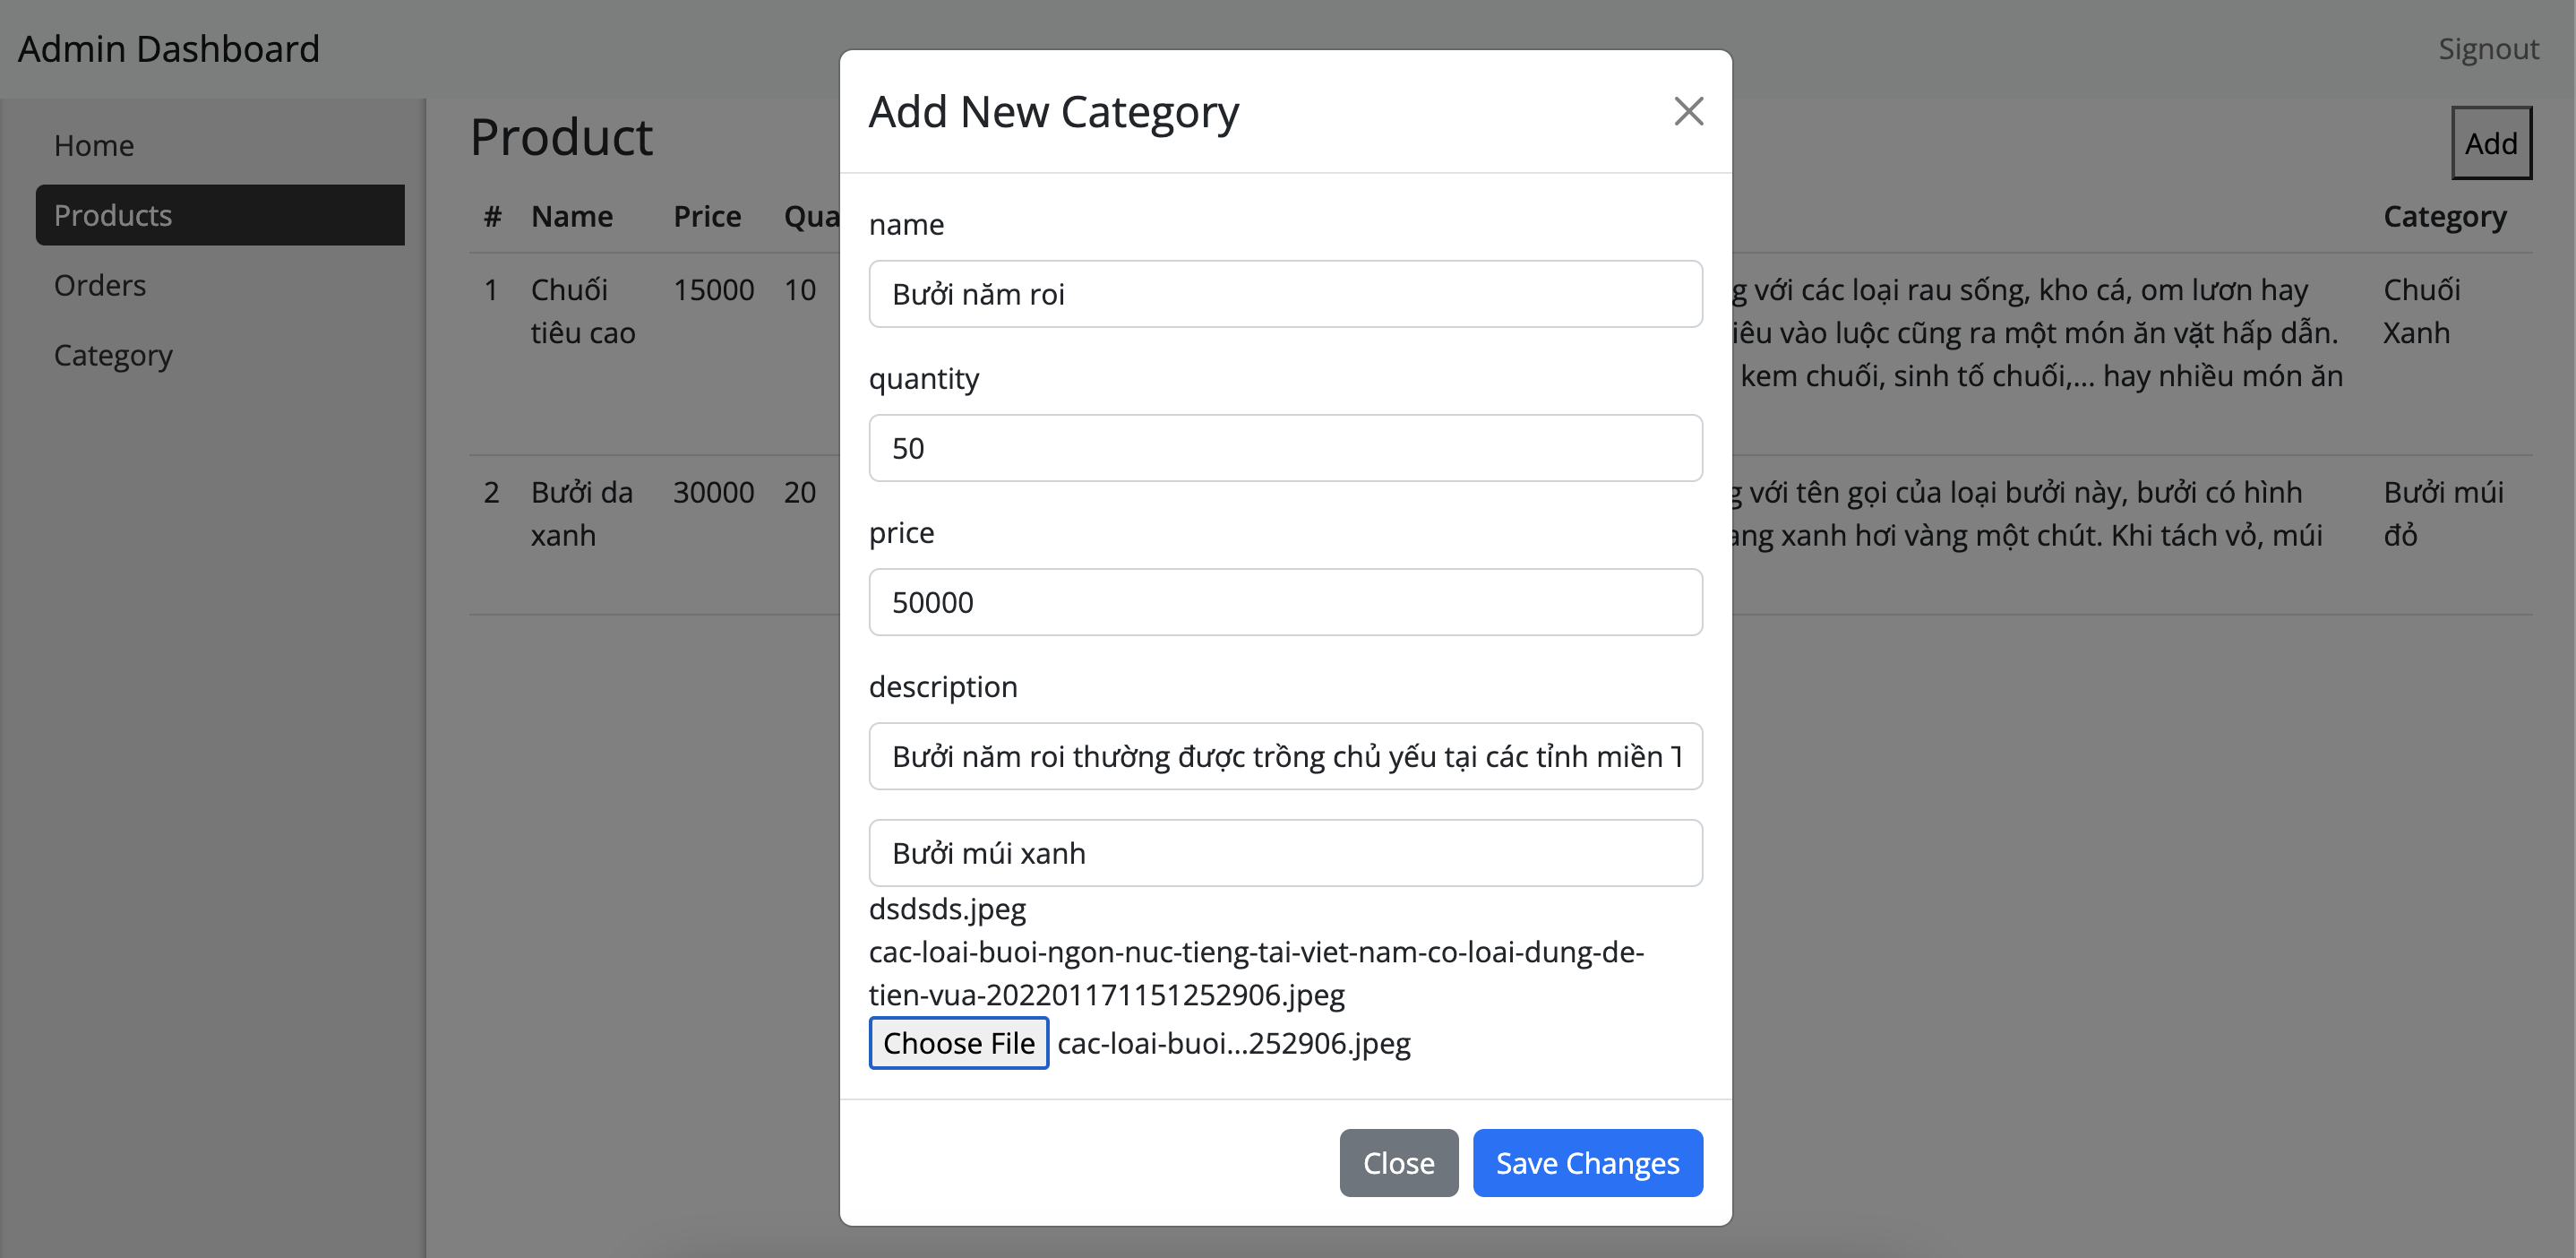 Admin Dashboard
Signout
Home
Products
Orders
Category
Product
Add
# Name Price Category
1 Chuối tiêu cao 15000 10
với các loại rau sống, kho cá, om lươn hay
vào luộc cũng ra một món ăn vặt hấp dẫn.
kem chuối, sinh tố chuối,... hay nhiều món ăn
Chuối
Xanh
2 Bưởi da xanh 30000 20
với tên gọi của loại bưởi này, bưởi có hình
xanh hơi vàng một chút. Khi tách vỏ, múi
Bưởi múi
đỏ
Add New Category
name
Bưởi năm roi
quantity
50
price
50000
description
Bưởi năm roi thường được trồng chủ yếu tại các tỉnh miền
Bưởi múi xanh
dsdsds.jpeg
cac-loai-buoi-ngon-nuc-tieng-tai-viet-nam-co-loai-dung-de-
tien-vua-202201171151252906.jpeg
Choose File cac-loai-buoi...252906.jpeg
Close
Save Changes